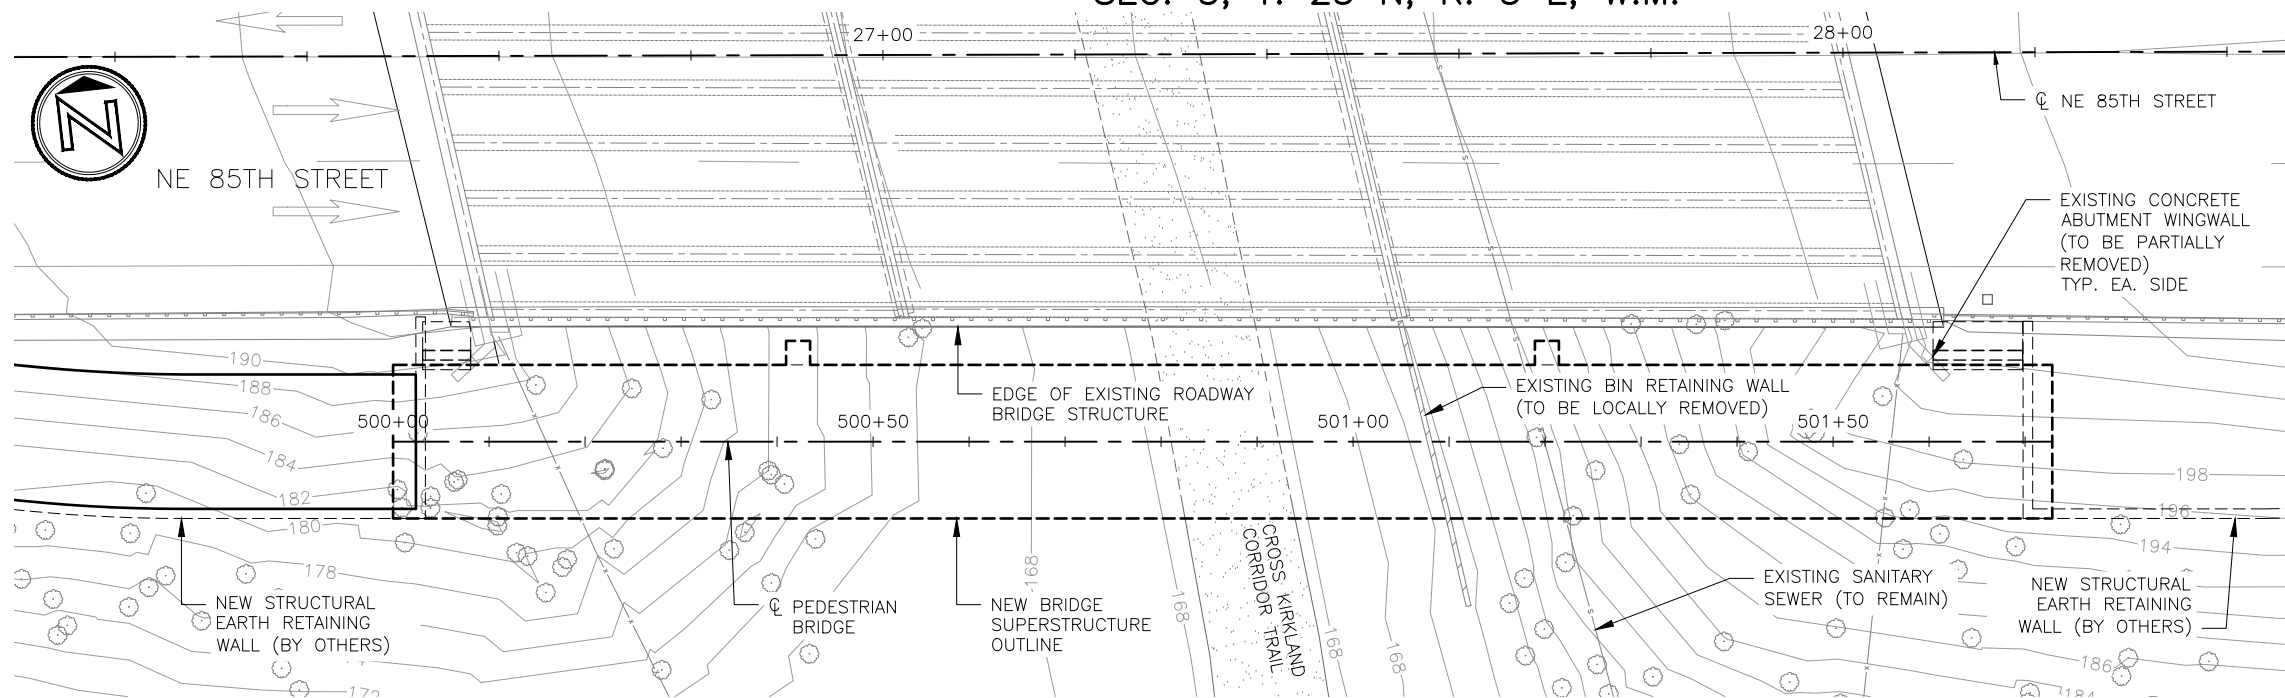 27+00
28+00
℄ NE 85TH STREET
NE 85TH STREET
EXISTING CONCRETE
ABUTMENT WINGWALL
(TO BE PARTIALLY
REMOVED)
TYP. EA. SIDE
190
188
186
184
182
180
178
172
500+00
500+50
501+00
501+50
EDGE OF EXISTING ROADWAY
BRIDGE STRUCTURE
EXISTING BIN RETAINING WALL
(TO BE LOCALLY REMOVED)
198
196
194
186
184
NEW STRUCTURAL
EARTH RETAINING
WALL (BY OTHERS)
℄ PEDESTRIAN
BRIDGE
NEW BRIDGE
SUPERSTRUCTURE
OUTLINE
168
168
CROSS KIRKLAND
CORRIDOR TRAIL
168
168
EXISTING SANITARY
SEWER (TO REMAIN)
NEW STRUCTURAL
EARTH RETAINING
WALL (BY OTHERS)